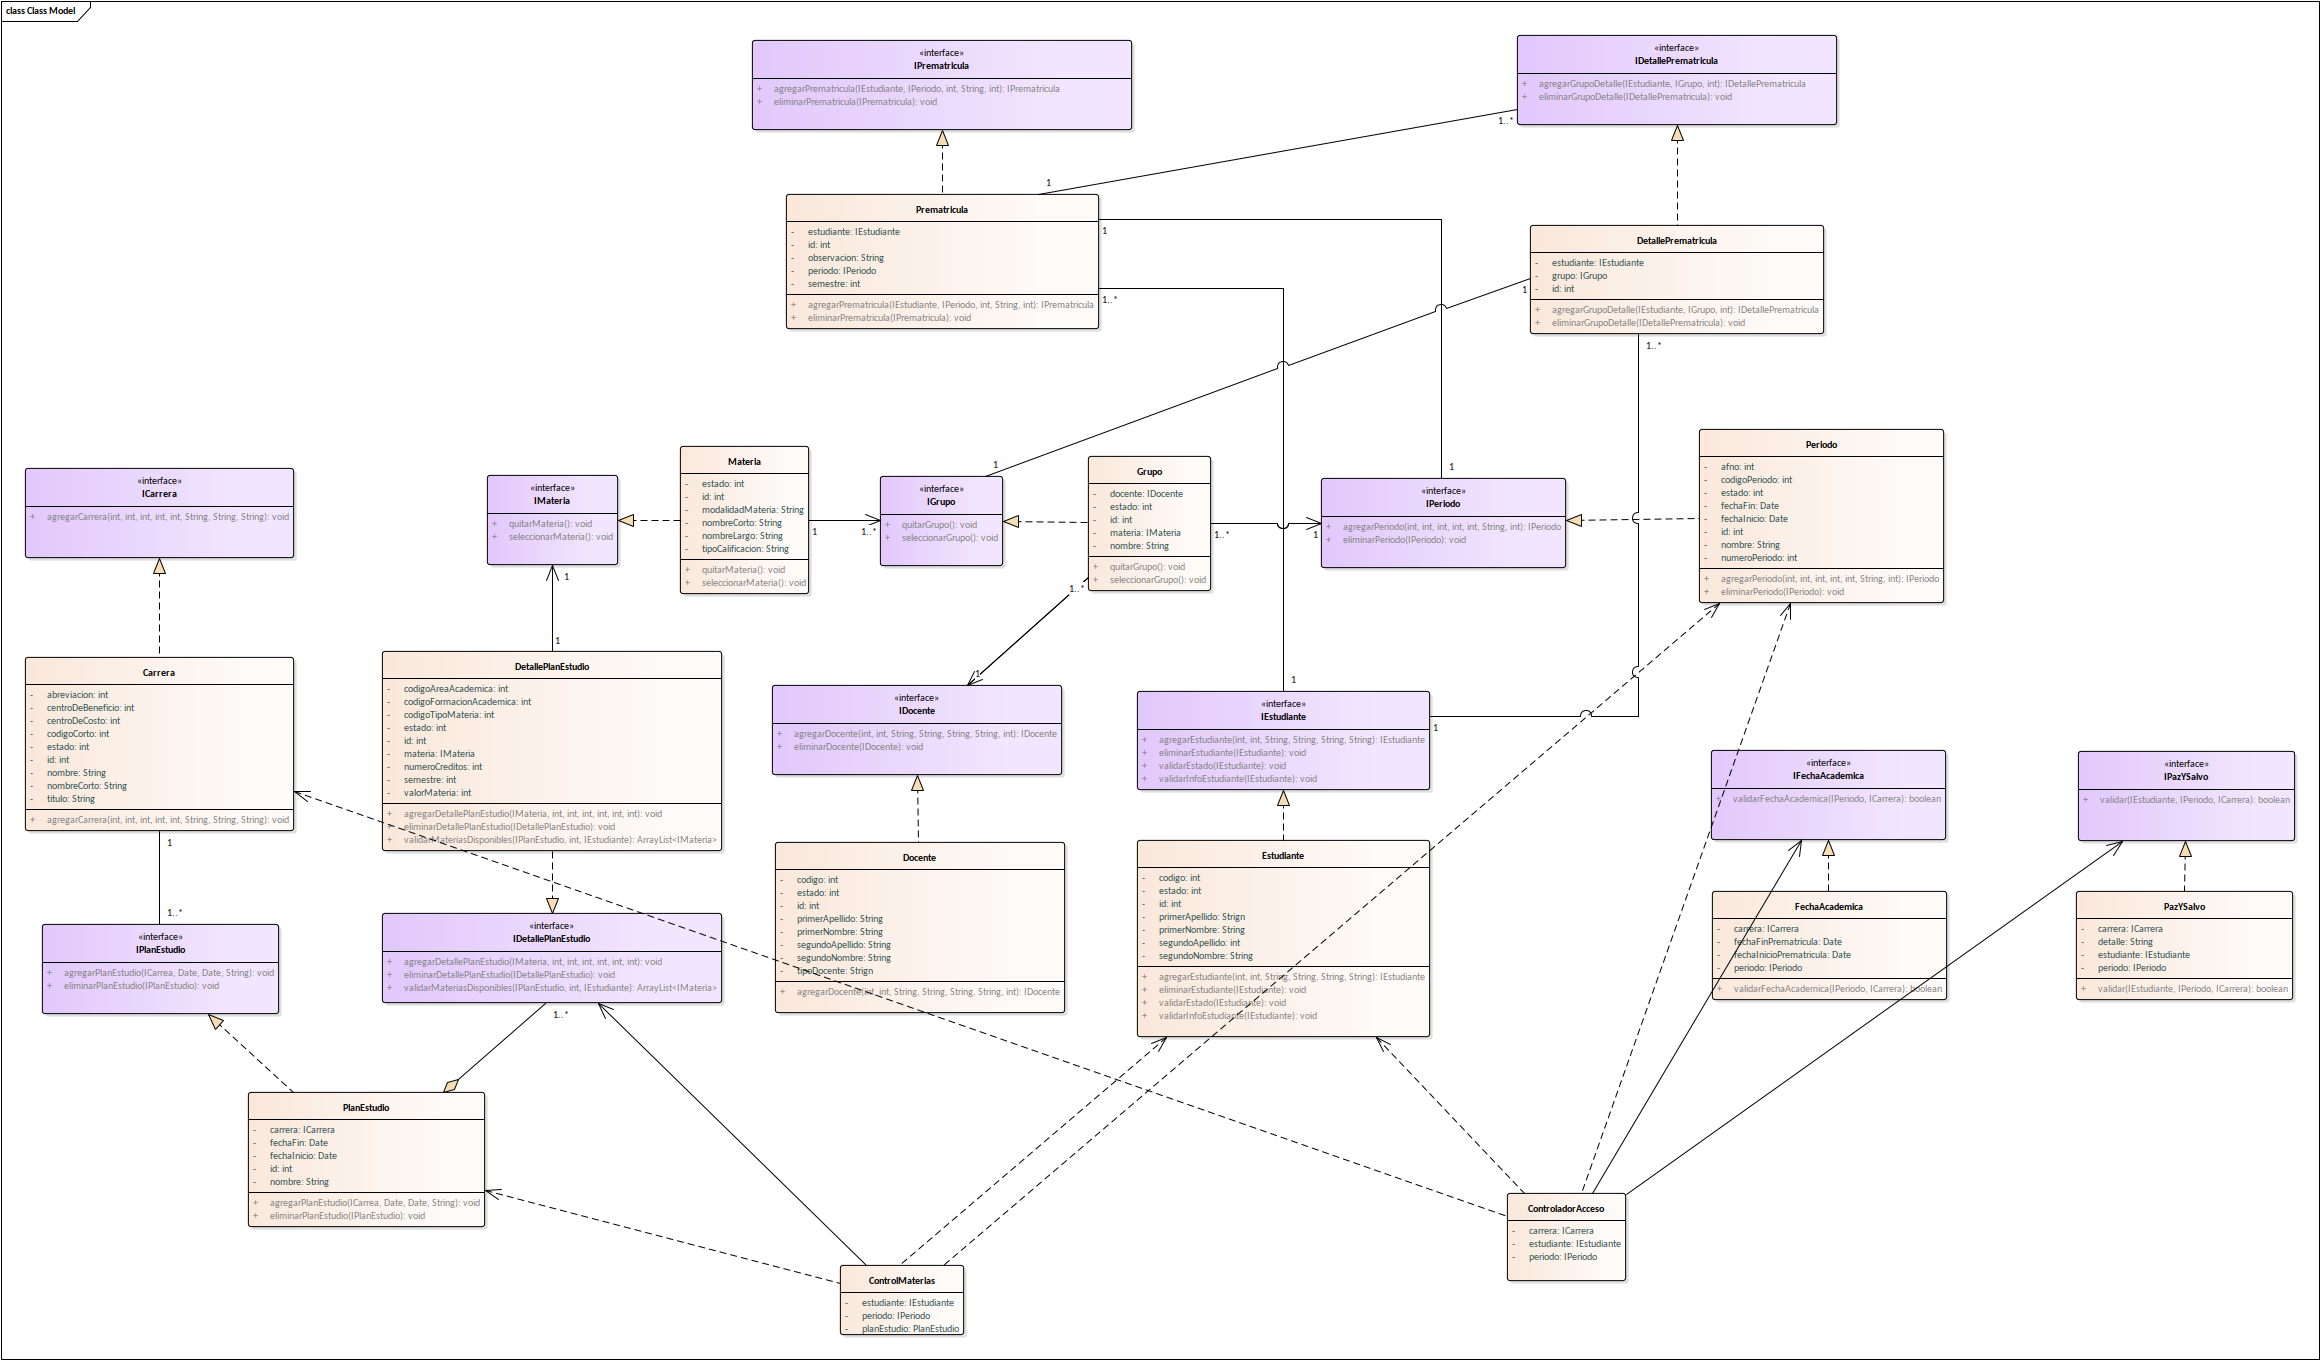 class Class Model
«interface»
IPrematricula
+ agregarPrematricula(IEstudiante, IPeriodo, int, String, int): IPrematricula
+ eliminarPrematricula(IPrematricula): void
«interface»
IDetallePrematricula
+ agregarGrupoDetalle(IEstudiante, IGrupo, int): IDetallePrematricula
+ eliminarGrupoDetalle(IDetallePrematricula): void
1..*
1
Prematricula
- estudiante: IEstudiante
- id: int
- observacion: String
- periodo: IPeriodo
- semestre: int
+ agregarPrematricula(IEstudiante, IPeriodo, int, String, int): IPrematricula
+ eliminarPrematricula(IPrematricula): void
1
1..*
DetallePrematricula
- estudiante: IEstudiante
- grupo: IGrupo
- id: int
+ agregarGrupoDetalle(IEstudiante, IGrupo, int): IDetallePrematricula
+ eliminarGrupoDetalle(IDetallePrematricula): void
1
1..*
«interface»
ICarrera
+ agregarCarrera(int, int, int, int, int, String, String, String): void
«interface»
IMateria
+ quitarMateria(): void
+ seleccionarMateria(): void
1
Materia
- estado: int
- id: int
- modalidadMateria: String
- nombreCorto: String
- nombreLargo: String
- tipoCalificacion: String
+ quitarMateria(): void
+ seleccionarMateria(): void
1
1..*
1
«interface»
IGrupo
+ quitarGrupo(): void
+ seleccionarGrupo(): void
Grupo
- docente: IDocente
- estado: int
- id: int
- materia: IMateria
- nombre: String
+ quitarGrupo(): void
+ seleccionarGrupo(): void
1..*
1..*
1
1
«interface»
IPeriodo
+ agregarPeriodo(int, int, int, int, int, String, int): IPeriodo
+ eliminarPeriodo(IPeriodo): void
Periodo
- afno: int
- codigoPeriodo: int
- estado: int
- fechaFin: Date
- fechaInicio: Date
- id: int
- nombre: String
- numeroPeriodo: int
+ agregarPeriodo(int, int, int, int, int, String, int): IPeriodo
+ eliminarPeriodo(IPeriodo): void
Carrera
- abreviacion: int
- centroDeBeneficio: int
- centroDeCosto: int
- codigoCorto: int
- estado: int
- id: int
- nombre: String
- nombreCorto: String
- titulo: String
+ agregarCarrera(int, int, int, int, int, String, String, String): void
1
1..*
1
DetallePlanEstudio
- codigoAreaAcademica: int
- codigoFormacionAcademica: int
- codigoTipoMateria: int
- estado: int
- id: int
- materia: IMateria
- numeroCreditos: int
- semestre: int
- valorMateria: int
+ agregarDetallePlanEstudio(IMateria, int, int, int, int, int, int): void
+ eliminarDetallePlanEstudio(IDetallePlanEstudio): void
+ validarMateriasDisponibles(IPlanEstudio, int, IEstudiante): ArrayList<IMateria>
1
«interface»
IDocente
+ agregarDocente(int, int, String, String, String, String, int): IDocente
+ eliminarDocente(IDocente): void
1
«interface»
IEstudiante
+ agregarEstudiante(int, int, String, String, String, String): IEstudiante
+ eliminarEstudiante(IEstudiante): void
+ validarEstado(IEstudiante): void
+ validarInfoEstudiante(IEstudiante): void
1
«interface»
IFechaAcademica
+ validarFechaAcademica(IPeriodo, ICarrera): boolean
«interface»
IPazYSalvo
+ validar(IEstudiante, IPeriodo, ICarrera): boolean
Docente
- codigo: int
- estado: int
- id: int
- primerApellido: String
- primerNombre: String
- segundoApellido: String
- segundoNombre: String
- tipoDocente: Strign
+ agregarDocente(int, int, String, String, String, String, int): IDocente
Estudiante
- codigo: int
- estado: int
- id: int
- primerApellido: Strign
- primerNombre: String
- segundoApellido: int
- segundoNombre: String
+ agregarEstudiante(int, int, String, String, String, String): IEstudiante
+ eliminarEstudiante(IEstudiante): void
+ validarEstado(IEstudiante): void
+ validarInfoEstudiante(IEstudiante): void
FechaAcademica
- carrera: ICarrera
- fechaFinPrematricula: Date
- fechaInicioPrematricula: Date
- periodo: IPeriodo
+ validarFechaAcademica(IPeriodo, ICarrera): boolean
PazYSalvo
- carrera: ICarrera
- detalle: String
- estudiante: IEstudiante
- periodo: IPeriodo
+ validar(IEstudiante, IPeriodo, ICarrera): boolean
«interface»
IPlanEstudio
+ agregarPlanEstudio(ICarrea, Date, Date, String): void
+ eliminarPlanEstudio(IPlanEstudio): void
«interface»
IDetallePlanEstudio
+ agregarDetallePlanEstudio(IMateria, int, int, int, int, int, int): void
+ eliminarDetallePlanEstudio(IDetallePlanEstudio): void
+ validarMateriasDisponibles(IPlanEstudio, int, IEstudiante): ArrayList<IMateria>
1..*
PlanEstudio
- carrera: ICarrera
- fechaFin: Date
- fechaInicio: Date
- id: int
- nombre: String
+ agregarPlanEstudio(ICarrea, Date, Date, String): void
+ eliminarPlanEstudio(IPlanEstudio): void
ControladorAcceso
- carrera: ICarrera
- estudiante: IEstudiante
- periodo: IPeriodo
ControlMaterias
- estudiante: IEstudiante
- periodo: IPeriodo
- planEstudio: PlanEstudio